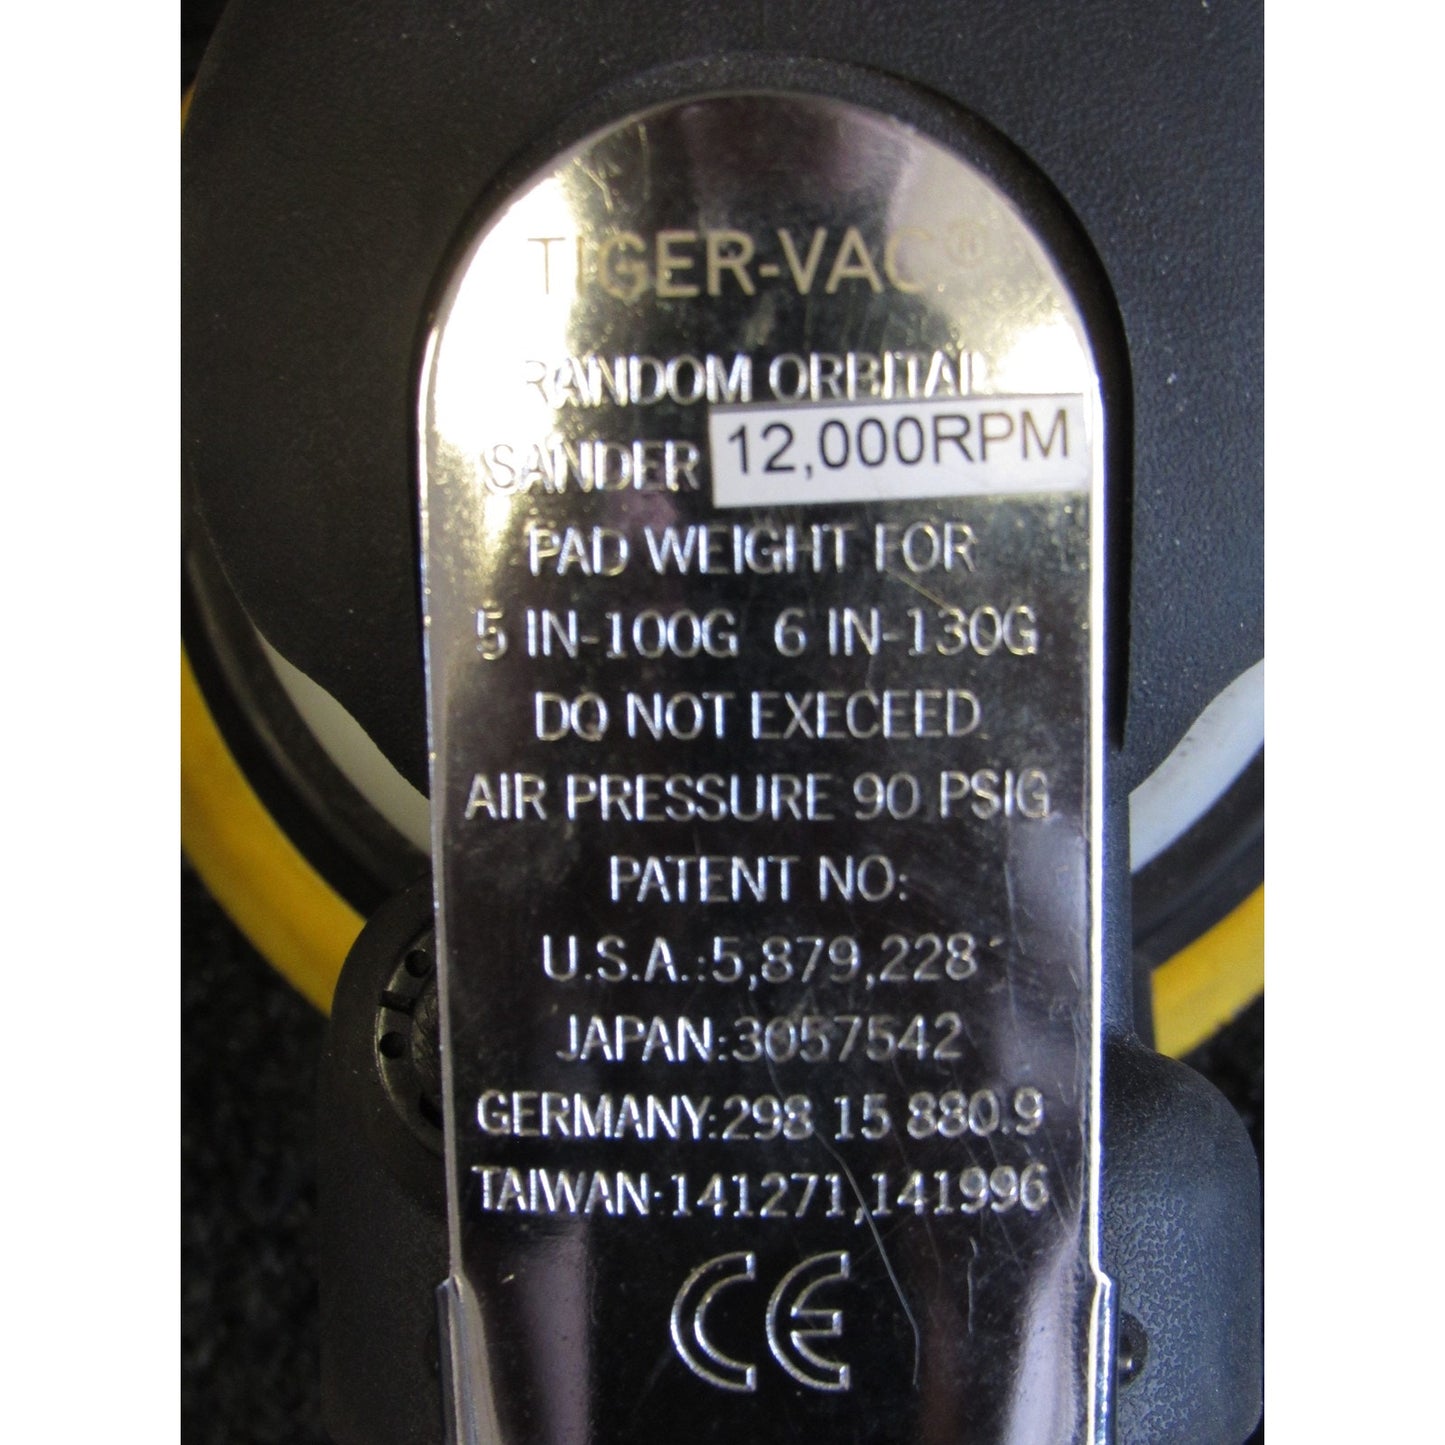 TIGER-VAC®
RANDOM ORBITAL
SANDER 12,000RPM
PAD WEIGHT FOR
5 IN-100G 6 IN-130G
DO NOT EXECEED
AIR PRESSURE 90 PSIG
PATENT NO:
U.S.A.:5,879,228
JAPAN:3057542
GERMANY:298 15 880.9
TAIWAN:141271,141996
CE